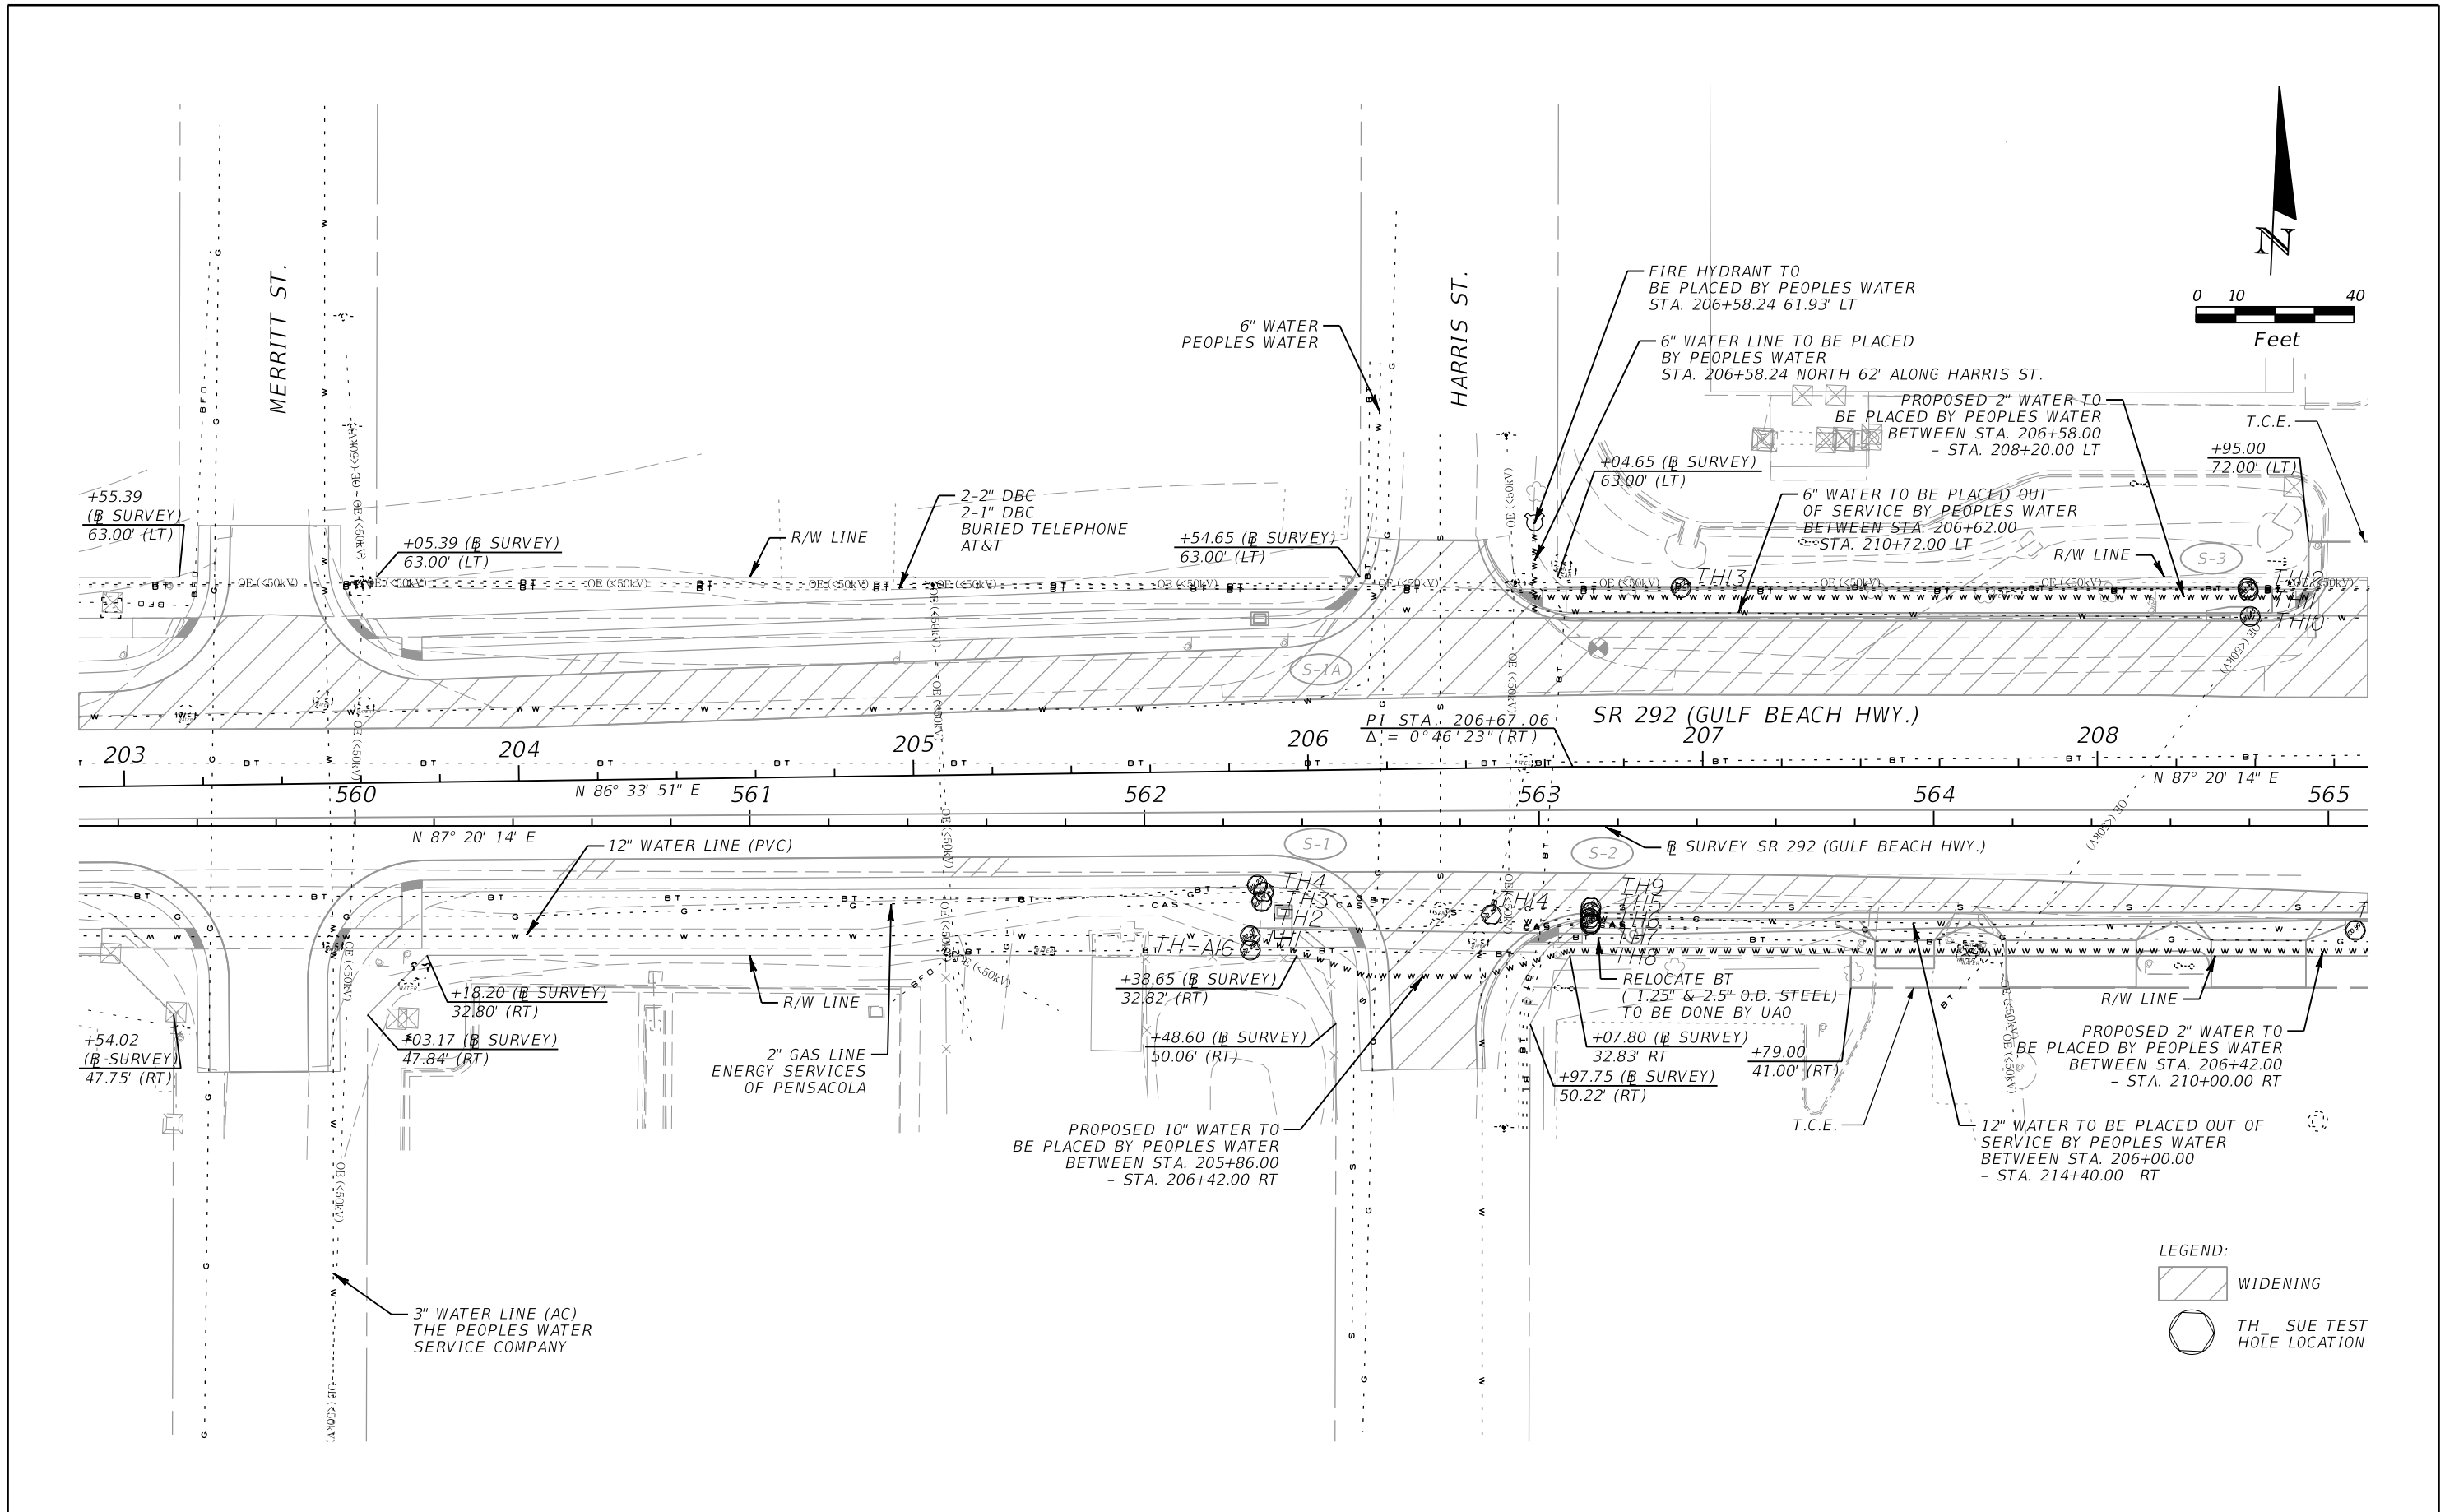 MERRITT ST.
HARRIS ST.
FIRE HYDRANT TO
BE PLACED BY PEOPLES WATER
STA. 206+58.24 61.93' LT
6" WATER
PEOPLES WATER
6" WATER LINE TO BE PLACED
BY PEOPLES WATER
STA. 206+58.24 NORTH 62' ALONG HARRIS ST.
PROPOSED 2" WATER TO
BE PLACED BY PEOPLES WATER
BETWEEN STA. 206+58.00
- STA. 208+20.00 LT
T.C.E.
+95.00
72.00' (LT)
N
0 10 40
Feet
+55.39
(BL SURVEY)
63.00' (LT)
+05.39 (BL SURVEY)
63.00' (LT)
2-2" DBC
2-1" DBC
BURIED TELEPHONE
AT&T
R/W LINE
+54.65 (BL SURVEY)
63.00' (LT)
+04.65 (BL SURVEY)
63.00' (LT)
6" WATER TO BE PLACED OUT
OF SERVICE BY PEOPLES WATER
BETWEEN STA. 206+62.00
- STA. 210+72.00 LT
R/W LINE
S-3
TH13
TH12
TH11
TH10
OE (<50kV)
S-1A
PI STA. 206+67.06
Δ = 0°46'23"(RT)
SR 292 (GULF BEACH HWY.)
203 204 205 206 207 208
N 86° 33' 51" E
N 87° 20' 14" E
560 561 562 563 564 565
N 87° 20' 14' E
12" WATER LINE (PVC)
S-1
S-2
BL SURVEY SR 292 (GULF BEACH HWY.)
TH4
TH3
TH2
TH1
TH-A16
TH14
TH9
TH5
TH6
TH7
TH8
+18.20 (BL SURVEY)
32.80' (RT)
R/W LINE
+38.65 (BL SURVEY)
32.82' (RT)
RELOCATE BT
( 1.25" & 2.5" O.D. STEEL)
TO BE DONE BY UAO
R/W LINE
+54.02
(BL SURVEY)
47.75' (RT)
+03.17 (BL SURVEY)
47.84' (RT)
2" GAS LINE
ENERGY SERVICES
OF PENSACOLA
+48.60 (BL SURVEY)
50.06' (RT)
+07.80 (BL SURVEY)
32.83' RT
+79.00
41.00' (RT)
+97.75 (BL SURVEY)
50.22' (RT)
PROPOSED 2" WATER TO
BE PLACED BY PEOPLES WATER
BETWEEN STA. 206+42.00
- STA. 210+00.00 RT
T.C.E.
PROPOSED 10" WATER TO
BE PLACED BY PEOPLES WATER
BETWEEN STA. 205+86.00
- STA. 206+42.00 RT
12" WATER TO BE PLACED OUT OF
SERVICE BY PEOPLES WATER
BETWEEN STA. 206+00.00
- STA. 214+40.00 RT
3" WATER LINE (AC)
THE PEOPLES WATER
SERVICE COMPANY
LEGEND:
WIDENING
TH_ SUE TEST
HOLE LOCATION